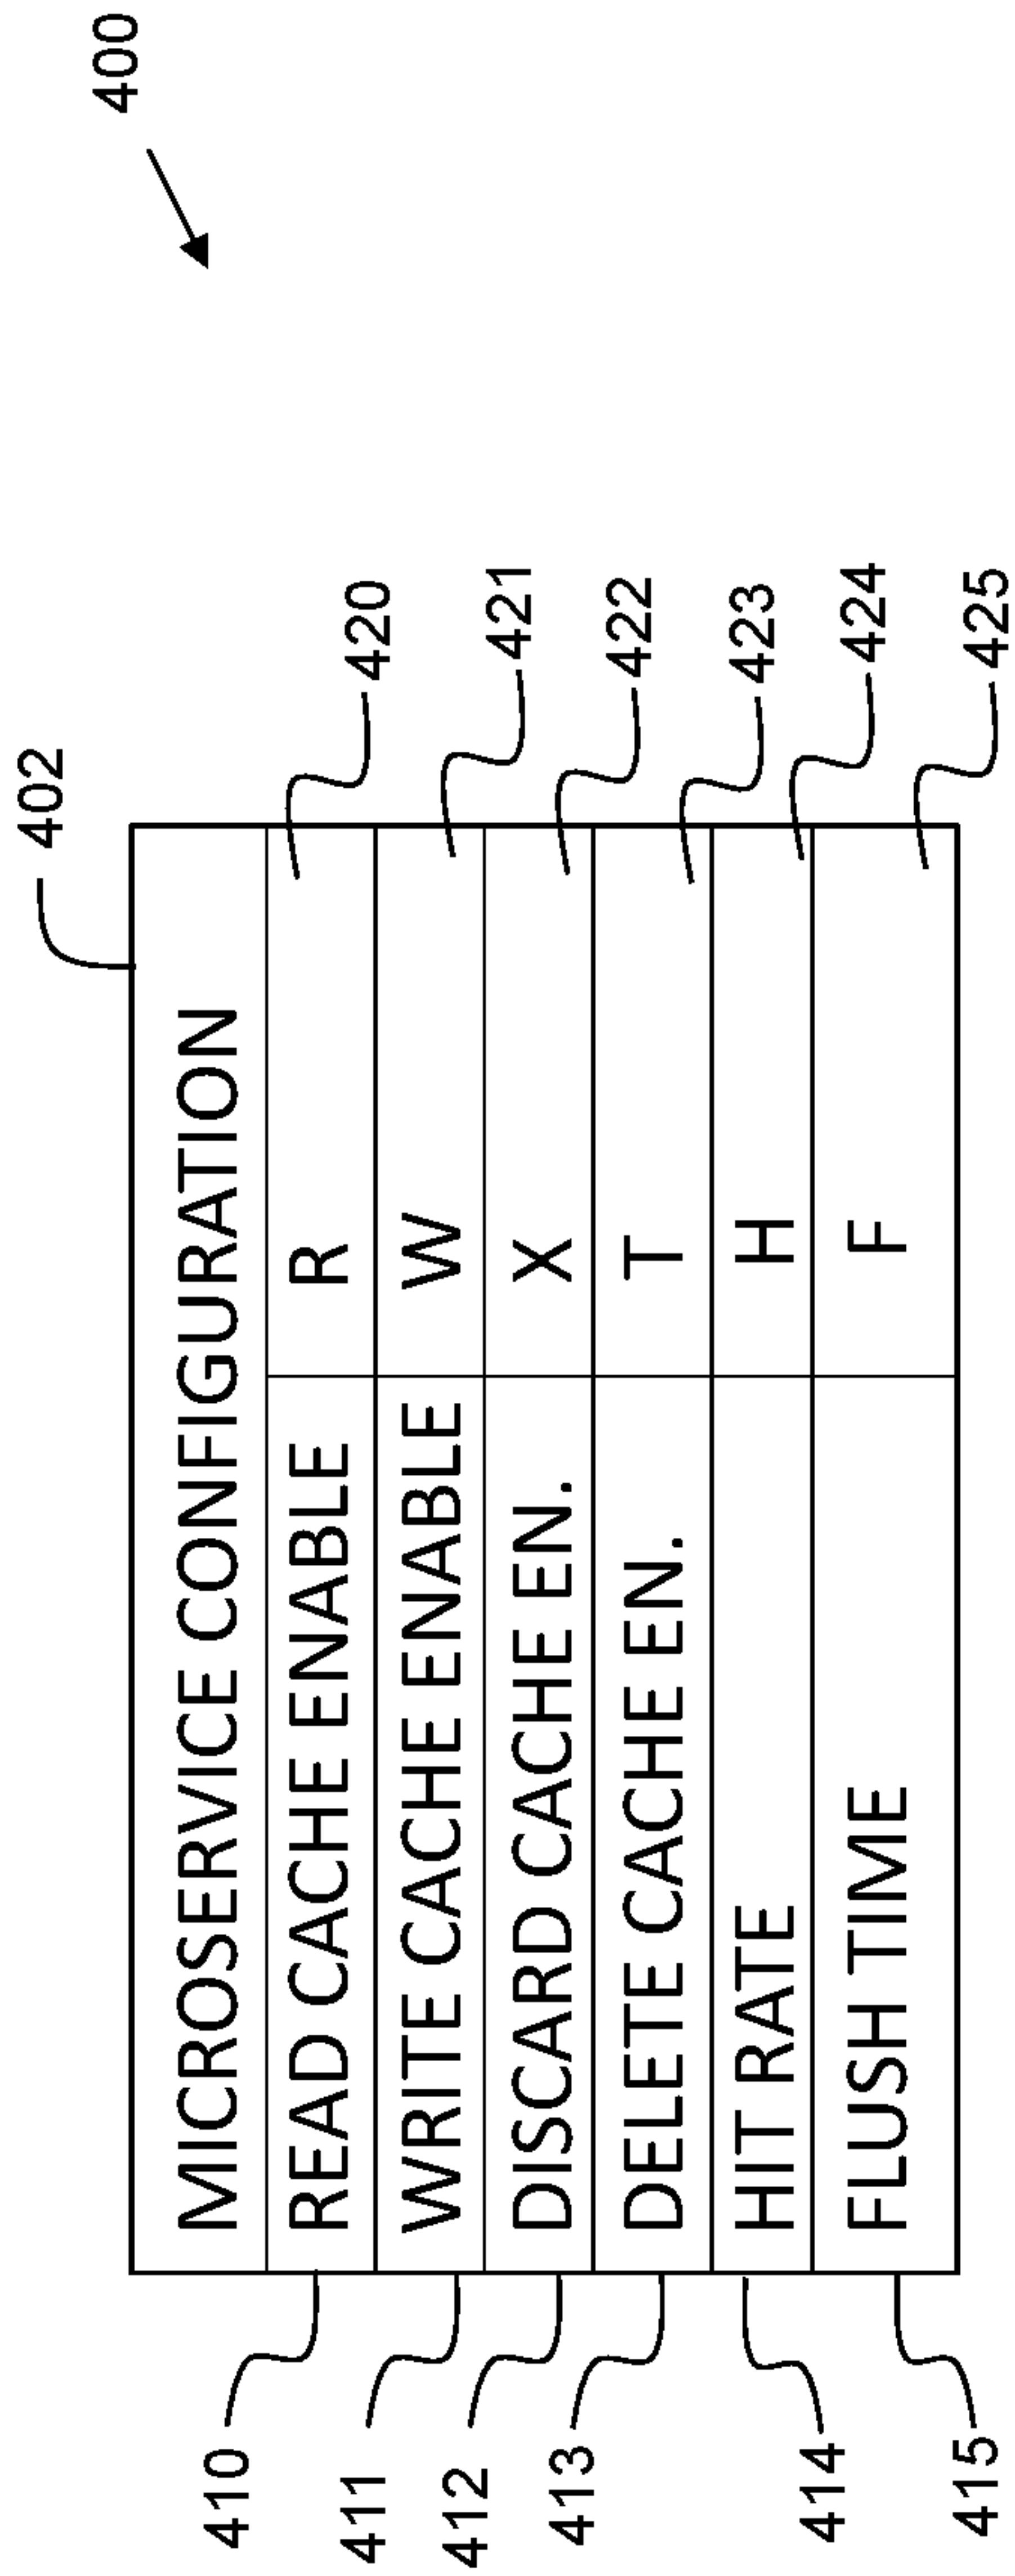 400
402
MICROSERVICE CONFIGURATION
410 READ CACHE ENABLE R 420
411 WRITE CACHE ENABLE W 421
412 DISCARD CACHE EN. X 422
413 DELETE CACHE EN. T 423
414 HIT RATE H 424
415 FLUSH TIME F 425